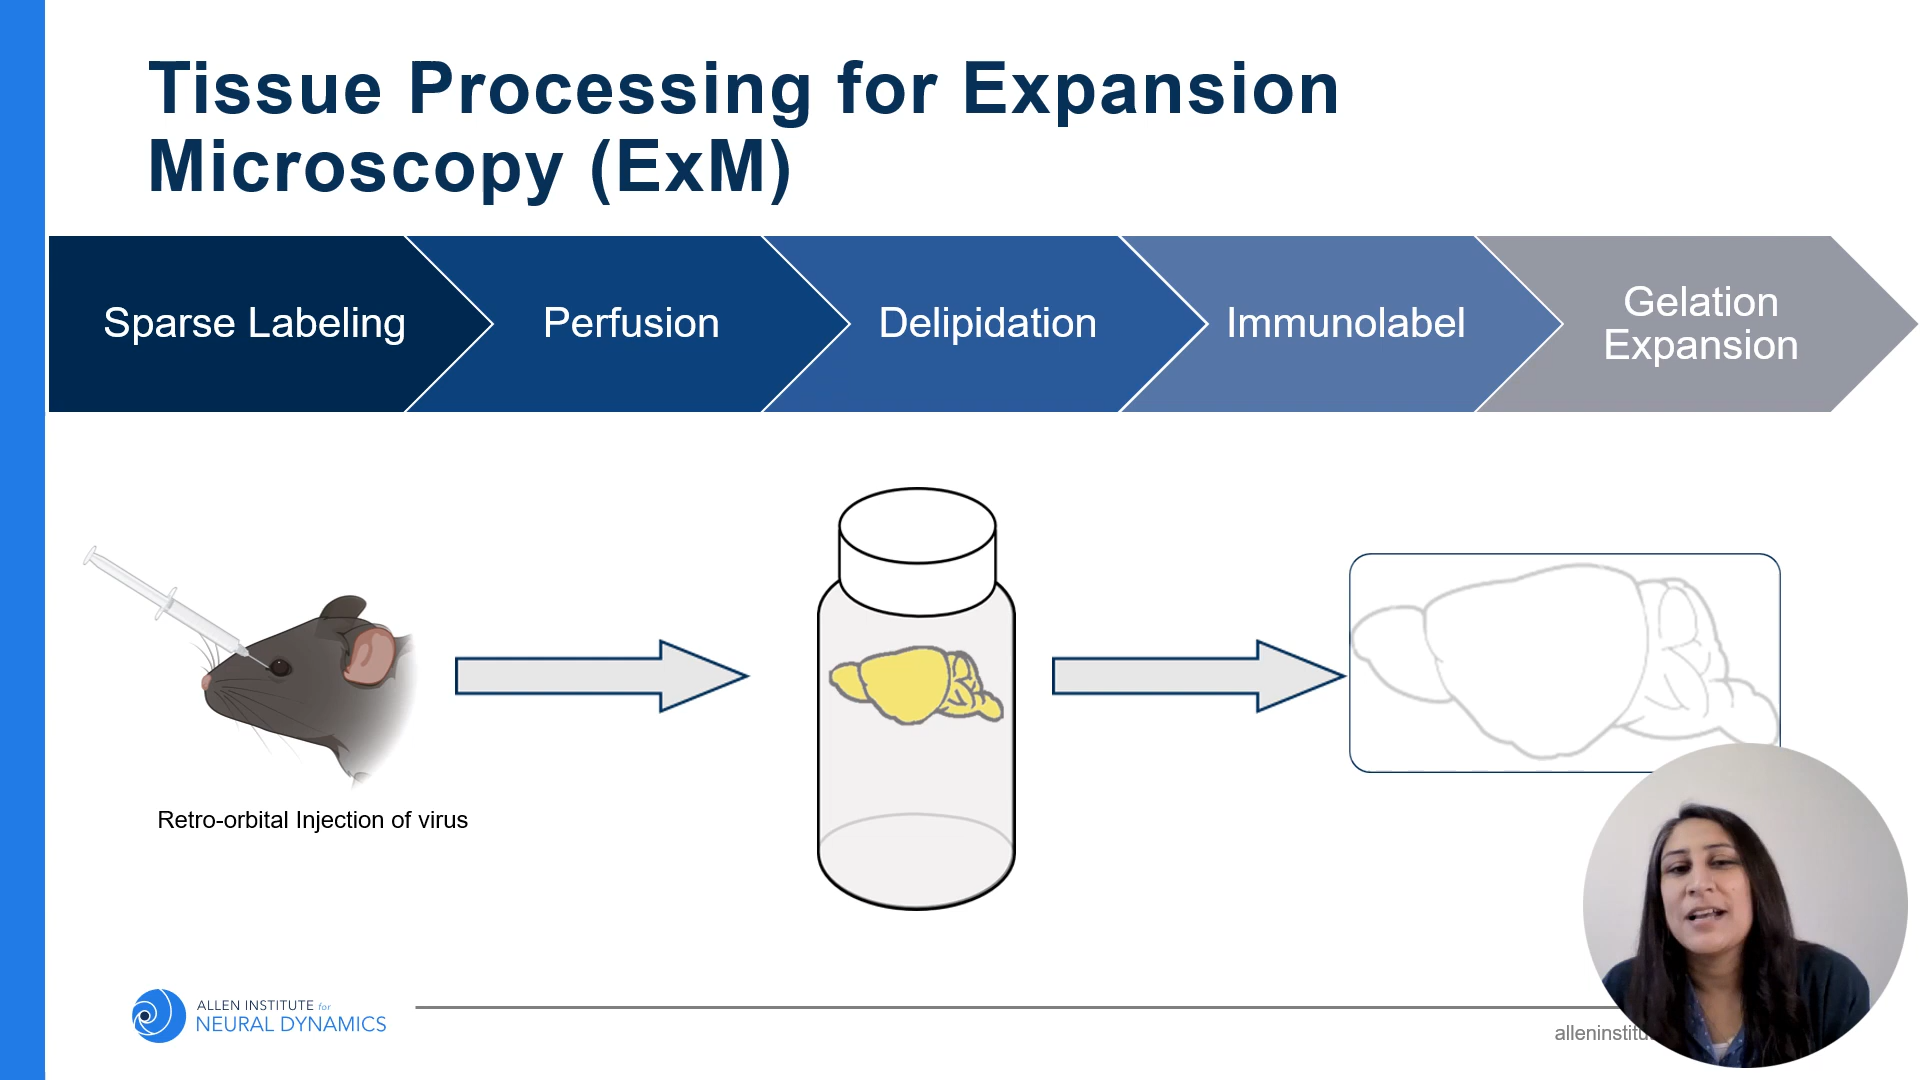 Tissue Processing for Expansion
Microscopy (ExM)
Sparse Labeling
Perfusion
Delipidation
Immunolabel
Gelation
Expansion
Retro-orbital Injection of virus
ALLEN INSTITUTE for
NEURAL DYNAMICS